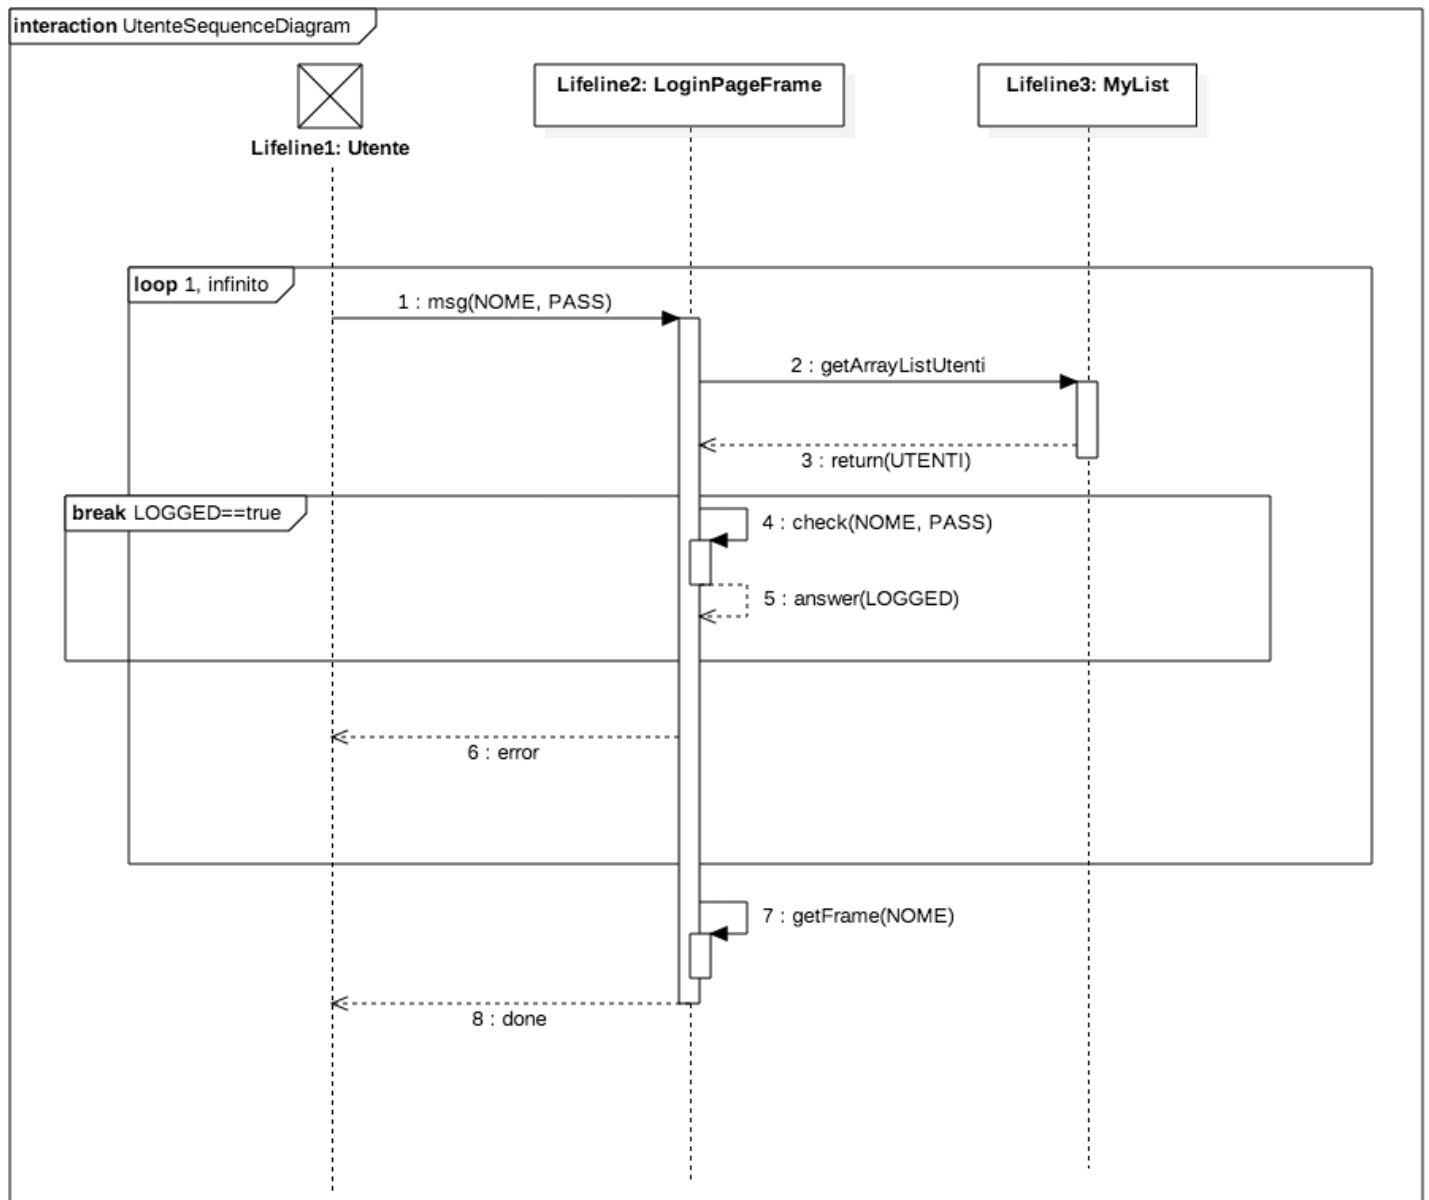 interaction UtenteSequenceDiagram
Lifeline2: LoginPageFrame
Lifeline3: MyList
Lifeline1: Utente
loop 1, infinito
1 : msg(NOME, PASS)
2 : getArrayListUtenti
3 : return(UTENTI)
break LOGGED==true
4 : check(NOME, PASS)
5 : answer(LOGGED)
6 : error
7 : getFrame(NOME)
8 : done